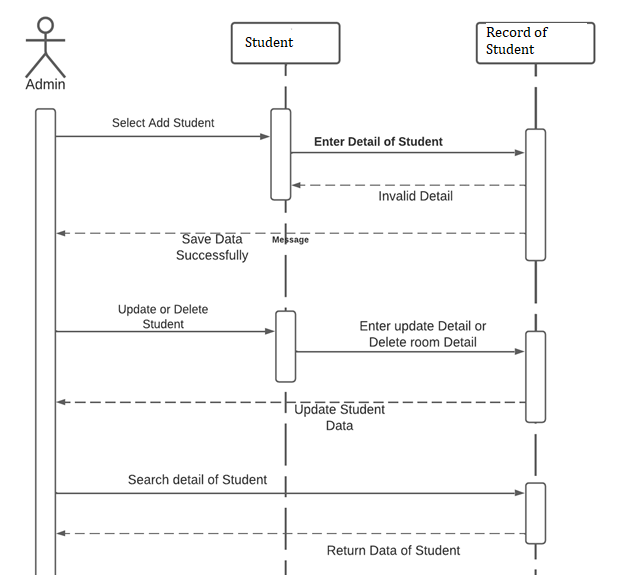 Admin
Student
Record of
Student
Select Add Student
Enter Detail of Student
Invalid Detail
Save Data
Successfully
Message
Update or Delete
Student
Enter update Detail or
Delete room Detail
Update Student
Data
Search detail of Student
Return Data of Student